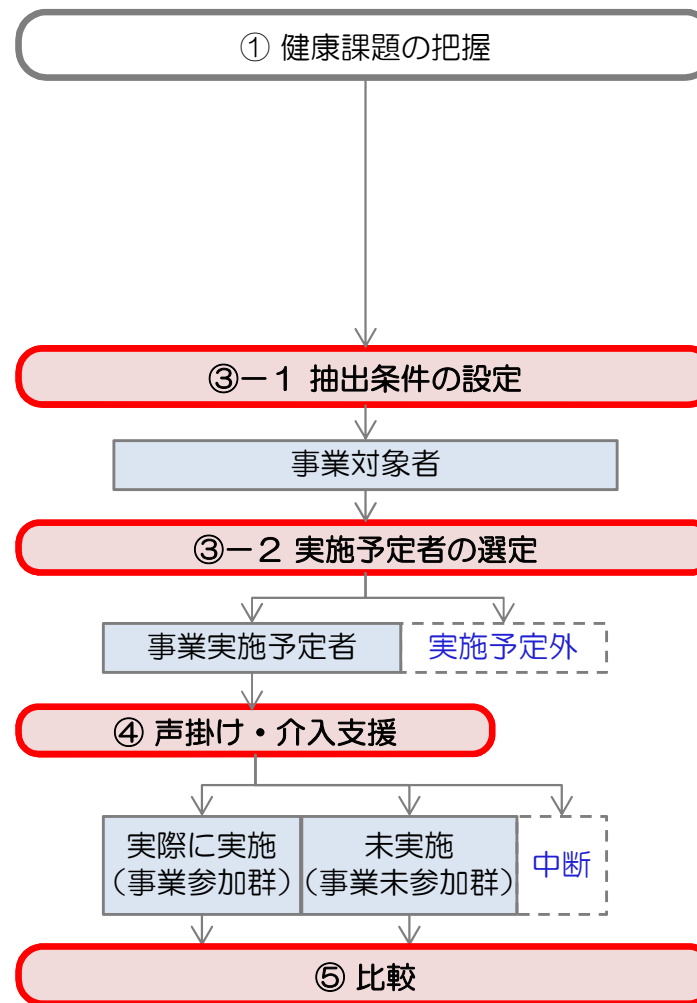 ① 健康課題の把握
③－１ 抽出条件の設定
事業対象者
③－２ 実施予定者の選定
事業実施予定者
実施予定外
④ 声掛け・介入支援
実際に実施
（事業参加群）
未実施
（事業未参加群）
中断
⑤ 比較